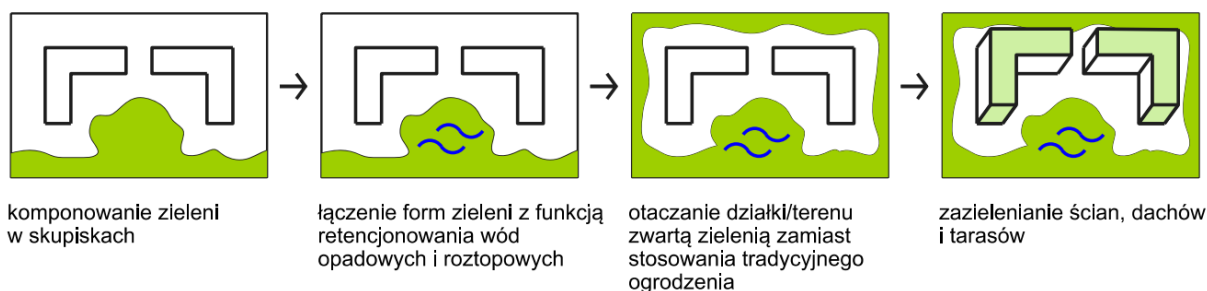 komponowanie zieleni
w skupiskach
łączenie form zieleni z funkcją
retencjonowania wód
opadowych i roztopowych
otaczanie działki/terenu
zwartą zielenią zamiast
stosowania tradycyjnego
ogrodzenia
zazielenianie ścian, dachów
i tarasów